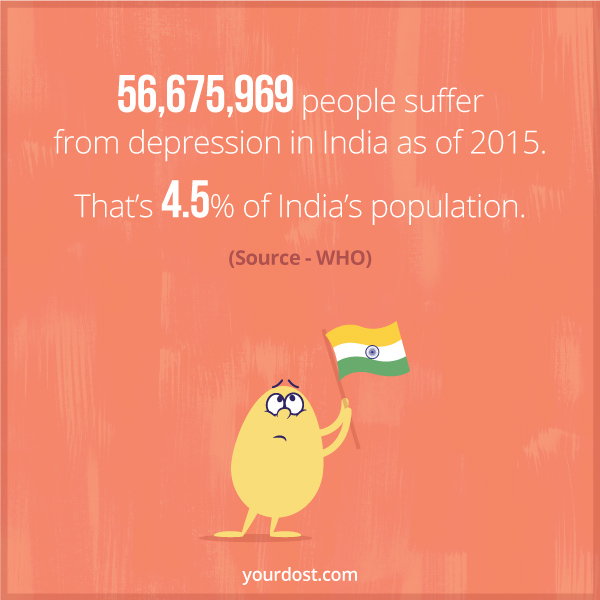 56,675,969 people suffer
from depression in India as of 2015.
That's 4.5% of India's population.
(Source - WHO)
yourdost.com